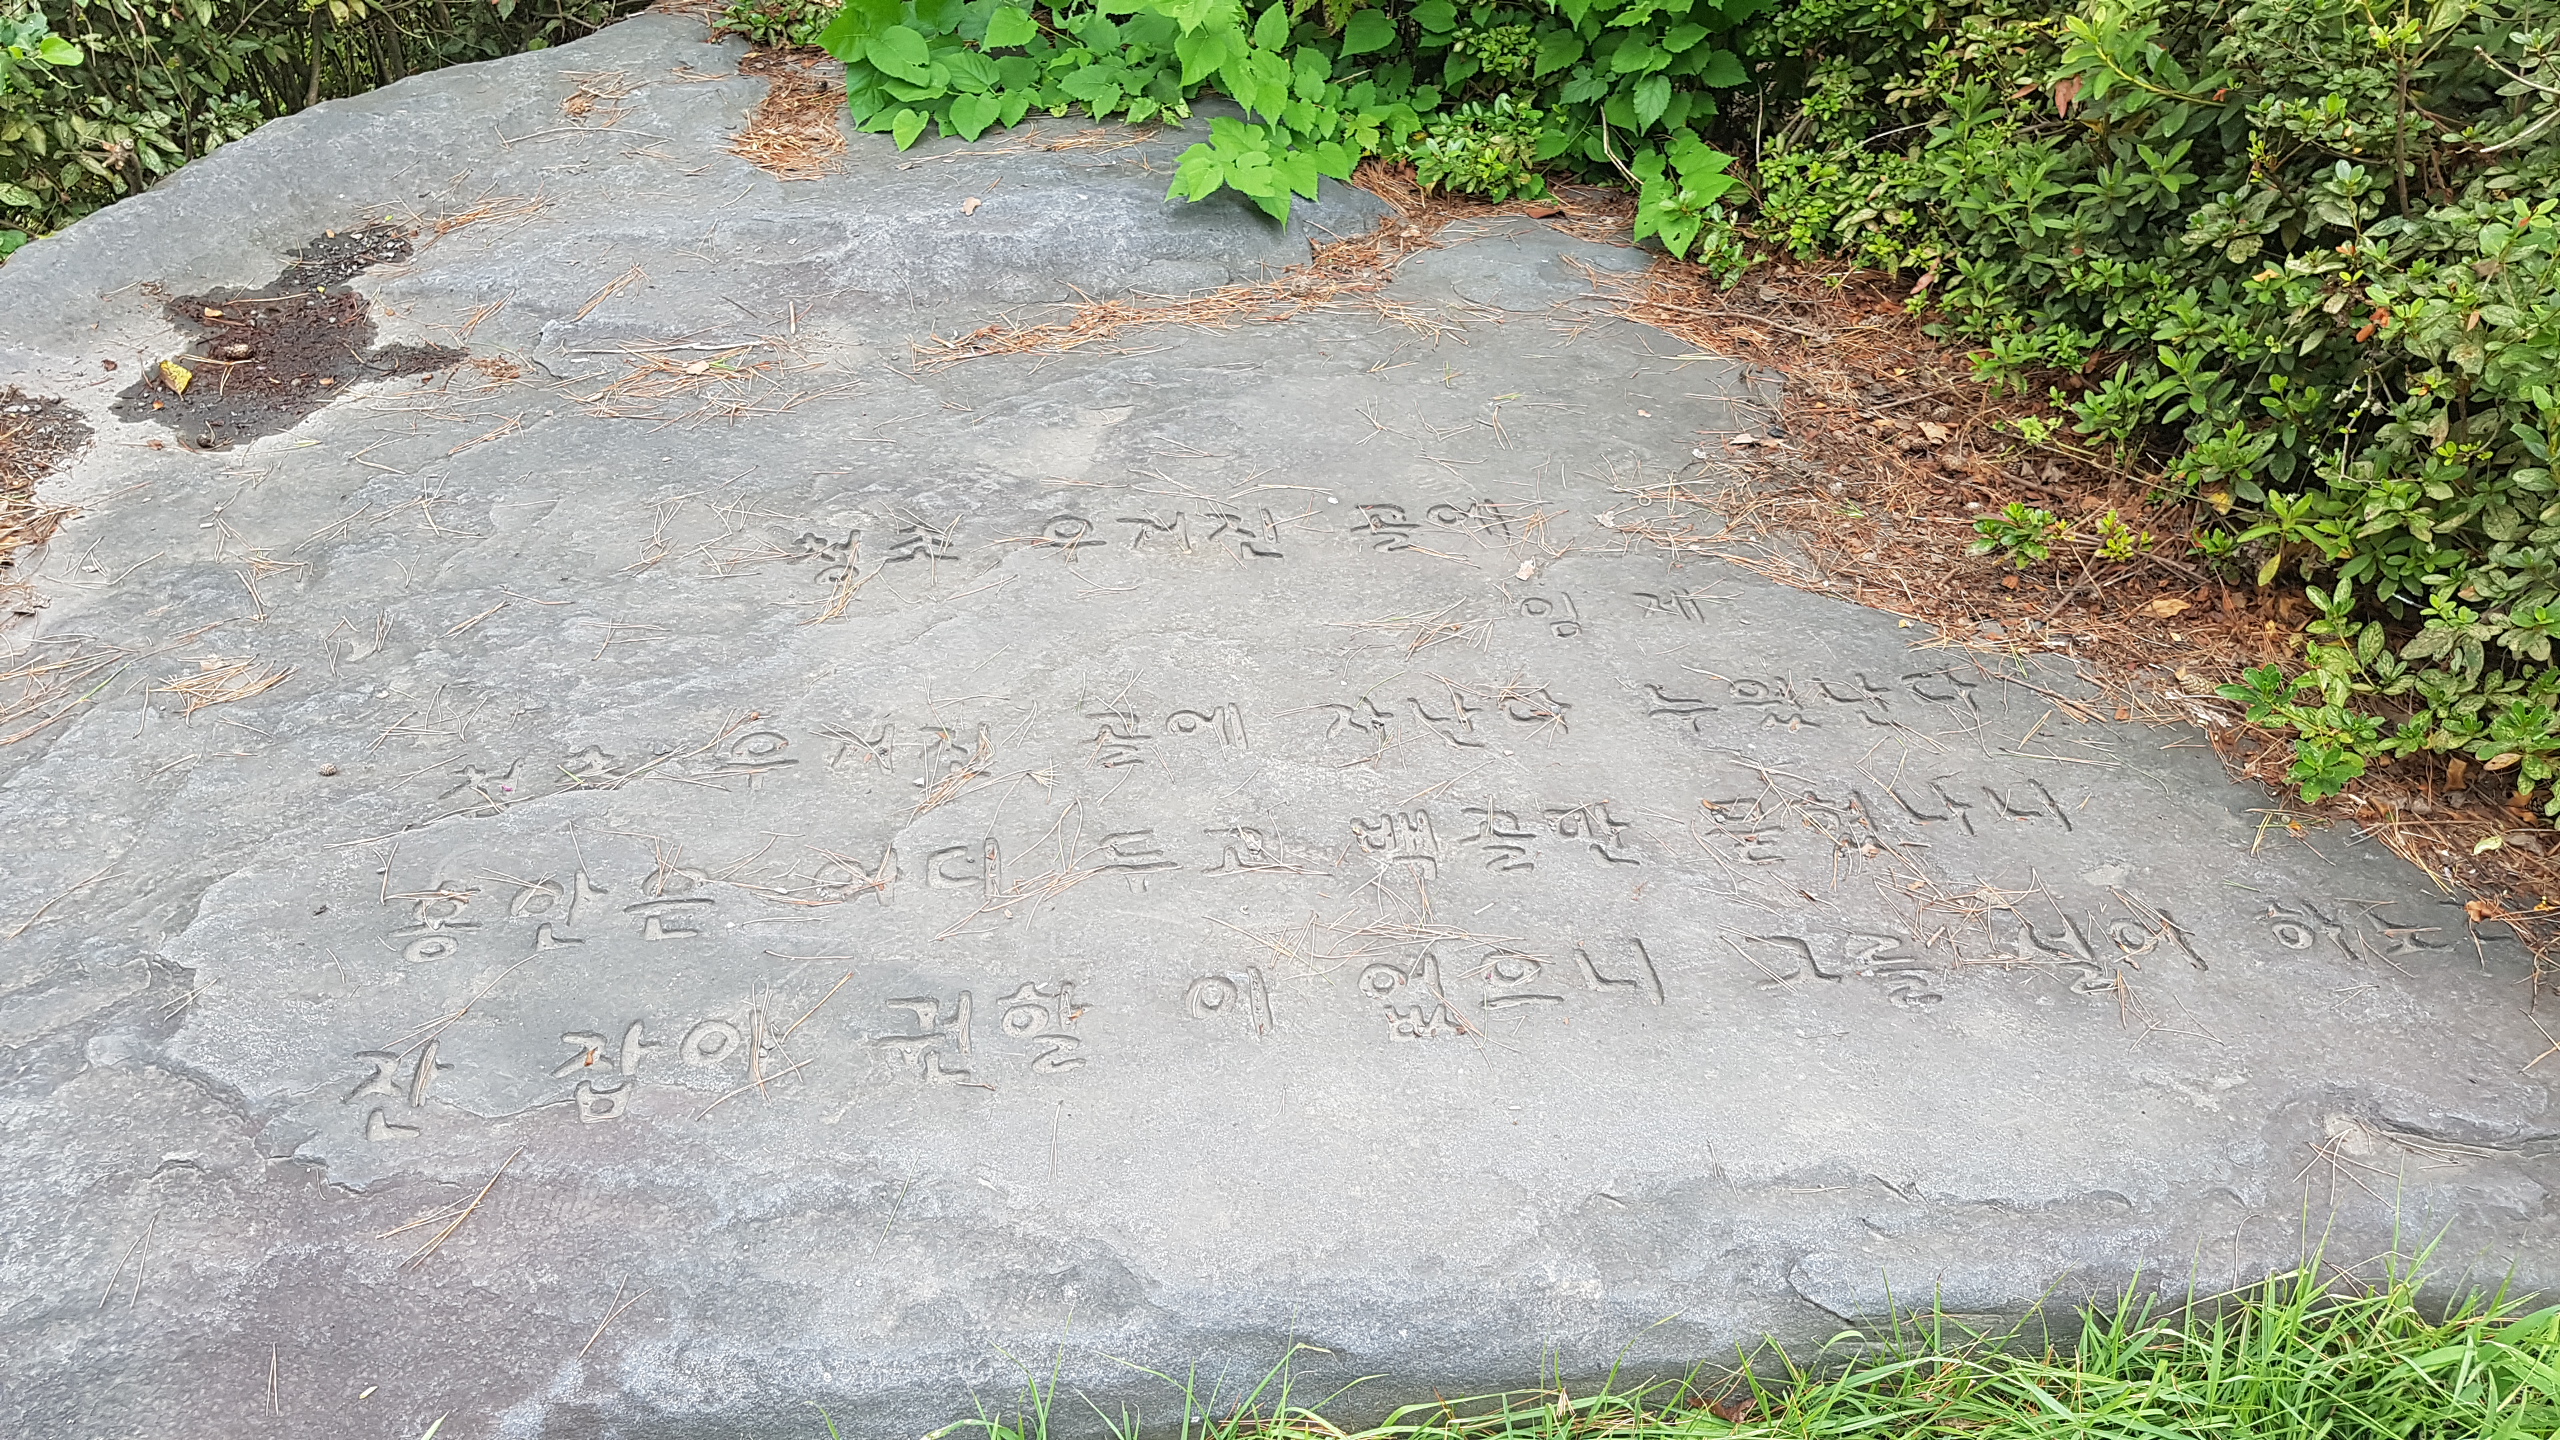 청초 우거진 골에
임 제
청초 우거진 골에 자난다 누웠난다
홍안은 어디 두고 백골만 묻혔나니
잔 잡아 권할 이 없으니 그를 설워 하노라